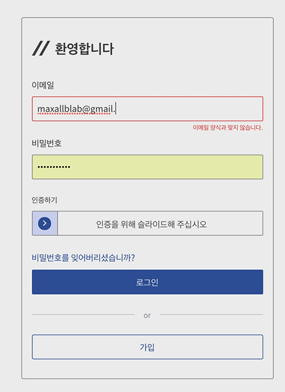 // 환영합니다
이메일
maxallblab@gmail.
이메일 양식과 맞지 않습니다.
비밀번호
•••••••••••
인증하기
인증을 위해 슬라이드해 주십시오
비밀번호를 잊어버리셨습니까?
로그인
or
가입